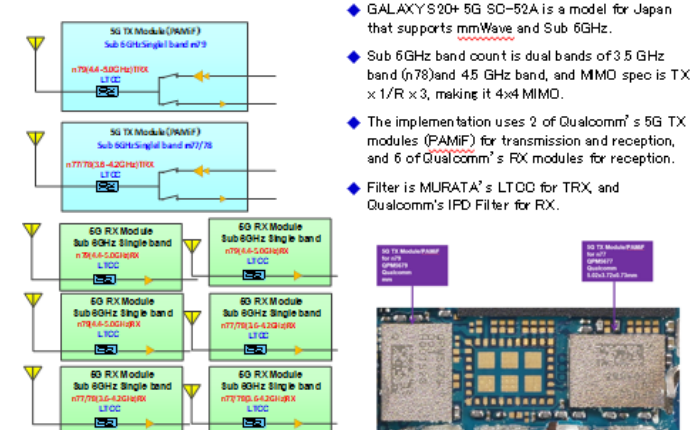 5G TX Module(PAMiF)
Sub 6GHzSinglel band n79
n79(4.4-5.0GHz)TRX
LTCC
5G TX Module(PAMiF)
Sub 6GHzSinglel band n77/78
n77/78(3.6-4.2GHz)TRX
LTCC
5G RX Module
Sub 6GHz Single band
n79(4.4-5.0GHz)RX
LTCC
5G RX Module
Sub 6GHz Single band
n79(4.4-5.0GHz)RX
LTCC
5G RX Module
Sub 6GHz Single band
n79(4.4-5.0GHz)RX
LTCC
5G RX Module
Sub 6GHz Single band
n77/78(3.6-4.2GHz)RX
LTCC
5G RX Module
Sub 6GHz Single band
n77/78(3.6-4.2GHz)RX
LTCC
5G RX Module
Sub 6GHz Single band
n77/78(3.6-4.2GHz)RX
LTCC
GALAXY S20+ 5G SC-52A is a model for Japan
that supports mmWave and Sub 6GHz.
Sub 6GHz band count is dual bands of 3.5 GHz
band (n78)and 4.5 GHz band, and MIMO spec is TX
x 1/R x 3, making it 4x4 MIMO.
The implementation uses 2 of Qualcomm's 5G TX
modules (PAMiF) for transmission and reception,
and 6 of Qualcomm's RX modules for reception.
Filter is MURATA's LTCC for TRX, and
Qualcomm's IPD Filter for RX.
5G TX Module/PAMiF
for n79
QPM5679
Qualcomm
mm
5G TX Module/PAMiF
for n77
QPM5677
Qualcomm
5.02x3.72x0.73mm